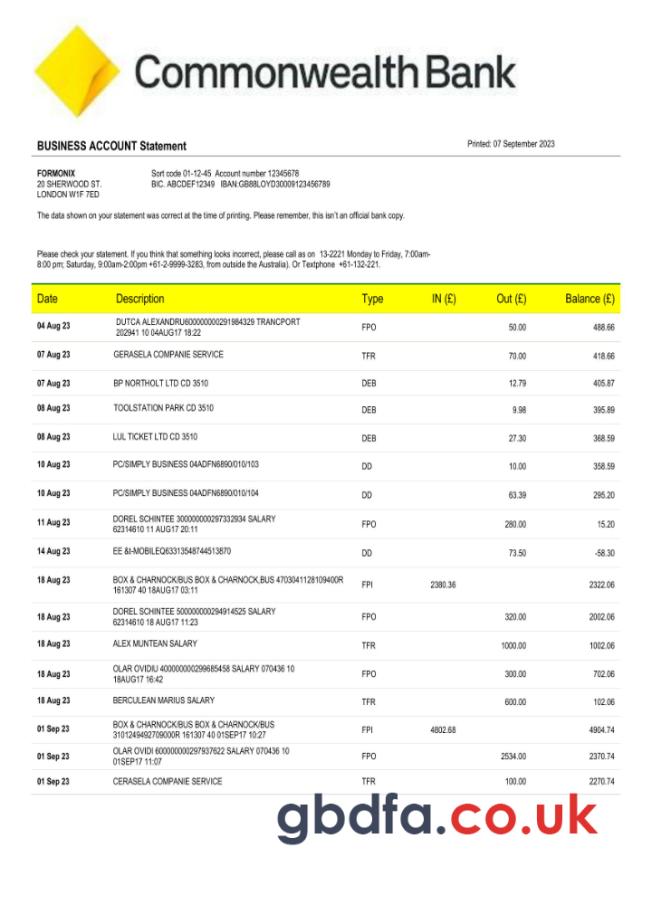 CommonwealthBank
BUSINESS ACCOUNT Statement
Printed: 07 September 2023
FORMONIX
Sort code 01-12-45 Account number 12345678
20 SHERWOOD ST.
BIC. ABCDEF12349 IBAN:GB88LOYD30009123456789
LONDON W1F 7ED
The data shown on your statement was correct at the time of printing. Please remember, this isn't an official bank copy.
Please check your statement. If you think that something looks incorrect, please call as on 13-2221 Monday to Friday, 7:00am-
8:00 pm; Saturday, 9:00am-2:00pm +61-2-9999-3283, from outside the Australia). Or Textphone +61-132-221.
Date Description Type IN (£) Out (£) Balance (£)
04 Aug 23 DUTCA ALEXANDRU600000000291984329 TRANCPORT
202941 10 04AUG17 18:22 FPO 50.00 488.66
07 Aug 23 GERASELA COMPANIE SERVICE TFR 70.00 418.66
07 Aug 23 BP NORTHOLT LTD CD 3510 DEB 12.79 405.87
08 Aug 23 TOOLSTATION PARK CD 3510 DEB 9.98 395.89
08 Aug 23 LUL TICKET LTD CD 3510 DEB 27.30 368.59
10 Aug 23 PC/SIMPLY BUSINESS 04ADFN6890/010/103 DD 10.00 358.59
10 Aug 23 PC/SIMPLY BUSINESS 04ADFN6890/010/104 DD 63.39 295.20
11 Aug 23 DOREL SCHINTEE 300000000297332934 SALARY
62314610 11 AUG17 20:11 FPO 280.00 15.20
14 Aug 23 EE &I-MOBILEQ63313548744513870 DD 73.50 -58.30
18 Aug 23 BOX & CHARNOCK/BUS BOX & CHARNOCK,BUS 4703041128109400R
161307 40 18AUG17 03:11 FPI 2380.36 2322.06
18 Aug 23 DOREL SCHINTEE 500000000294914525 SALARY
62314610 18 AUG17 11:23 FPO 320.00 2002.06
18 Aug 23 ALEX MUNTEAN SALARY TFR 1000.00 1002.06
18 Aug 23 OLAR OVIDIU 400000000299685458 SALARY 070436 10
18AUG17 16:42 FPO 300.00 702.06
18 Aug 23 BERCULEAN MARIUS SALARY TFR 600.00 102.06
01 Sep 23 BOX & CHARNOCK/BUS BOX & CHARNOCK/BUS
3101249492709000R 161307 40 01SEP17 10:27 FPI 4802.68 4904.74
01 Sep 23 OLAR OVIDI 600000000297937622 SALARY 070436 10
01SEP17 11:07 FPO 2534.00 2370.74
01 Sep 23 CERASELA COMPANIE SERVICE TFR 100.00 2270.74
gbdfa.co.uk